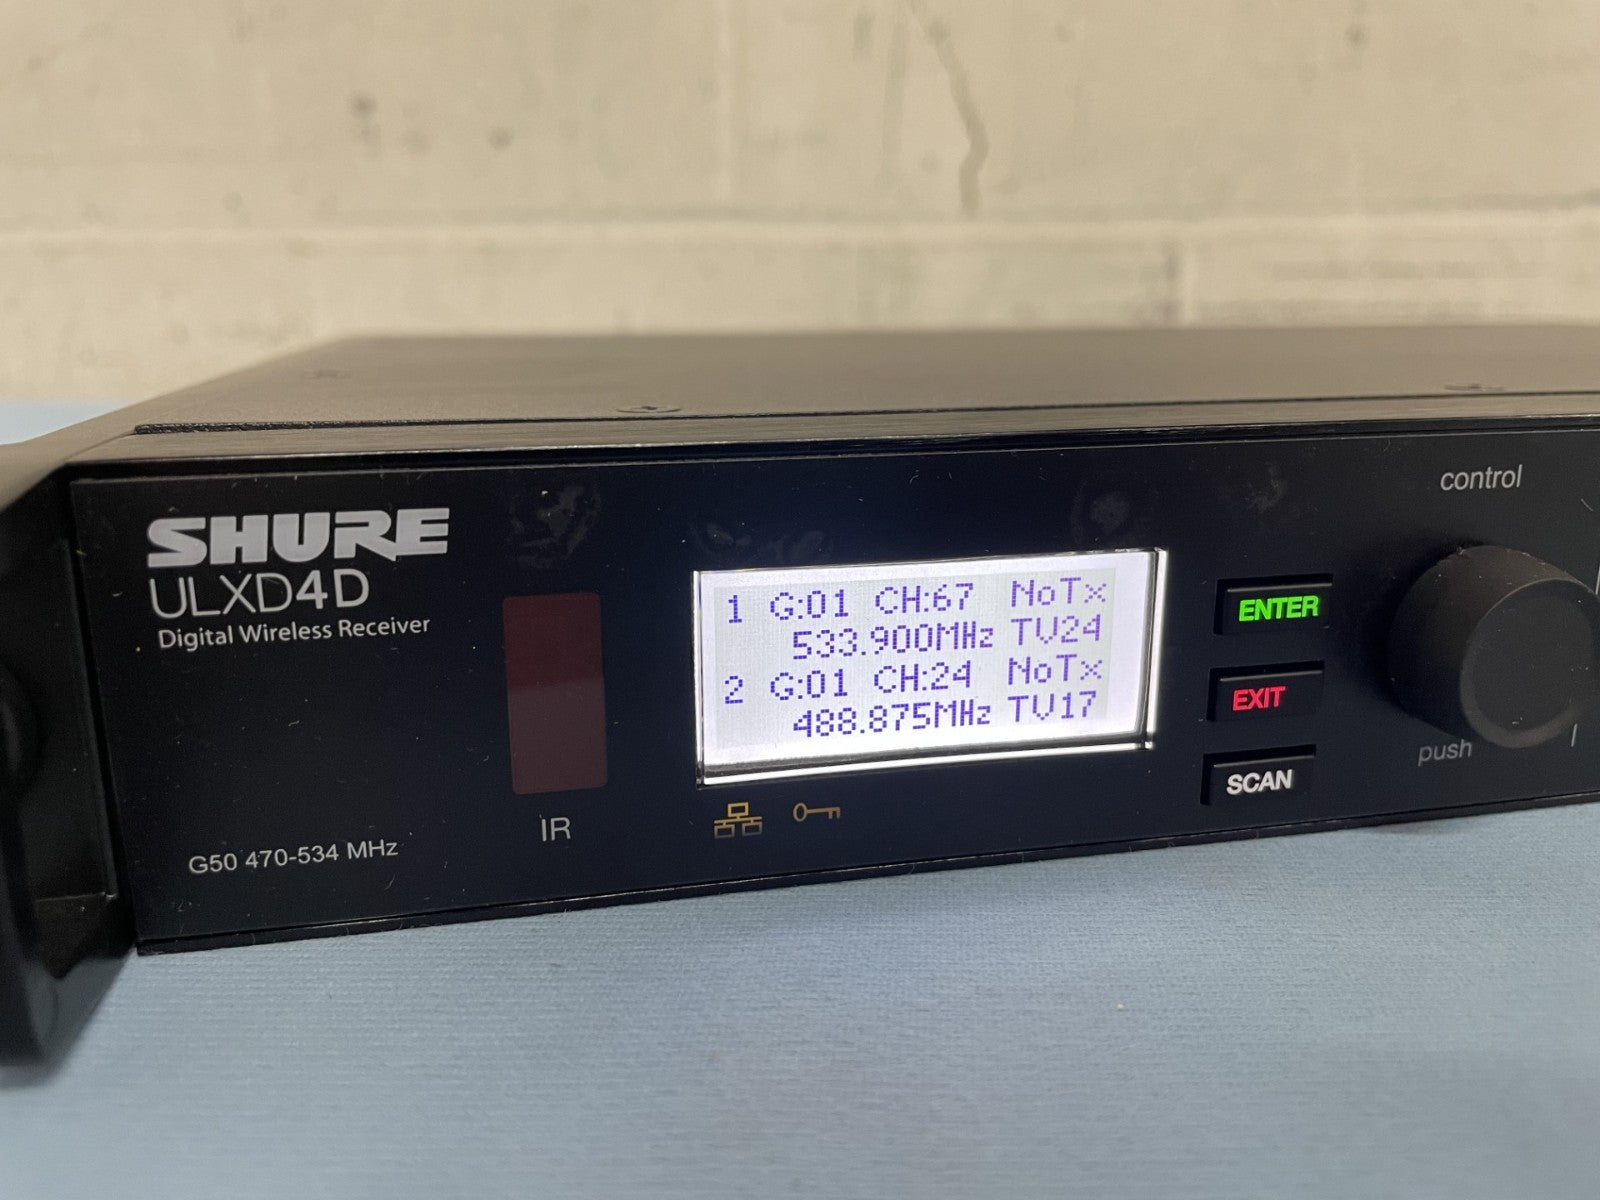 SHURE
ULXD4D
Digital Wireless Receiver
G50 470-534 MHz
IR
1 G:01 CH:67 NoTx
533.900MHz TV24
2 G:01 CH:24 NoTx
488.875MHz TV17
ENTER
EXIT
SCAN
control
push